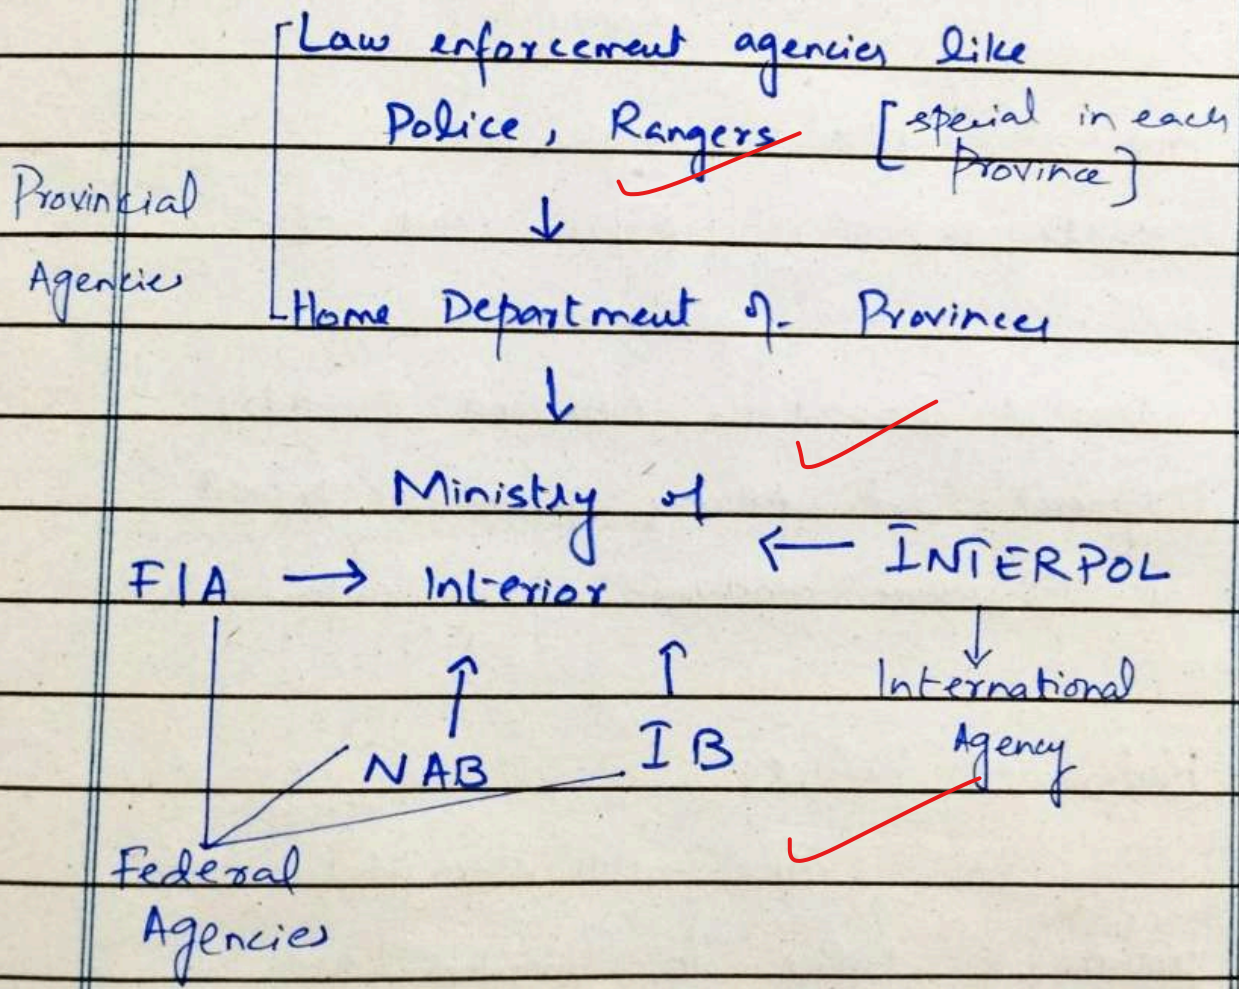 Law enforcement agencies like
Police, Rangers [special in each
Province]
Provincial
Agencies
↓
Home Department of Provinces
↓
Ministry of
FIA → Interior ← INTERPOL
↑ ↑ ↓
International
NAB IB Agency
Federal
Agencies